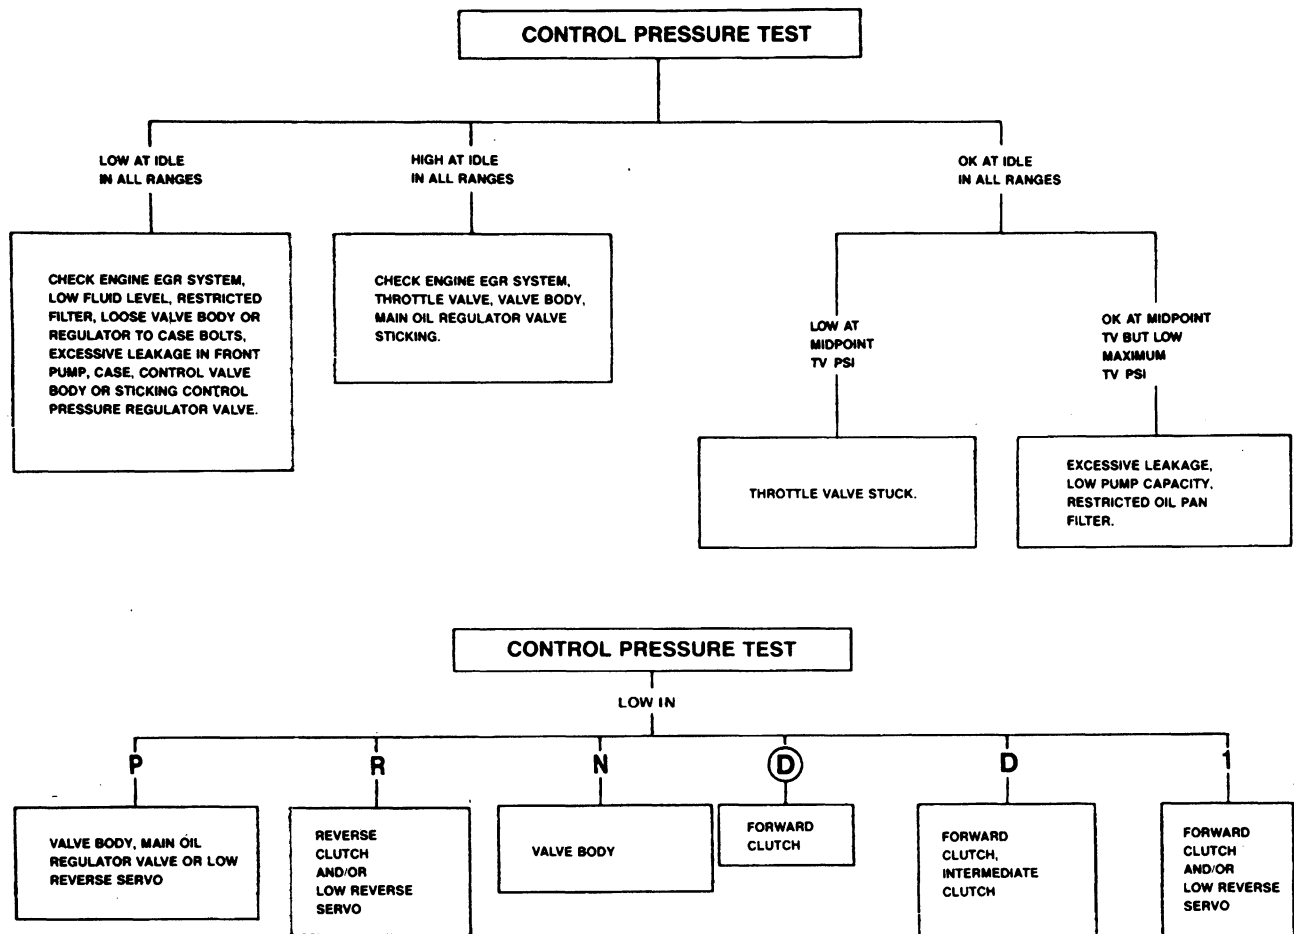 CONTROL PRESSURE TEST
LOW AT IDLE
IN ALL RANGES
HIGH AT IDLE
IN ALL RANGES
OK AT IDLE
IN ALL RANGES
CHECK ENGINE EGR SYSTEM,
LOW FLUID LEVEL, RESTRICTED
FILTER, LOOSE VALVE BODY OR
REGULATOR TO CASE BOLTS,
EXCESSIVE LEAKAGE IN FRONT
PUMP, CASE, CONTROL VALVE
BODY OR STICKING CONTROL
PRESSURE REGULATOR VALVE.
CHECK ENGINE EGR SYSTEM,
THROTTLE VALVE, VALVE BODY,
MAIN OIL REGULATOR VALVE
STICKING.
LOW AT
MIDPOINT
TV PSI
OK AT MIDPOINT
TV BUT LOW
MAXIMUM
TV PSI
THROTTLE VALVE STUCK.
EXCESSIVE LEAKAGE,
LOW PUMP CAPACITY,
RESTRICTED OIL PAN
FILTER.
CONTROL PRESSURE TEST
LOW IN
P
R
N
D
D
1
VALVE BODY, MAIN OIL
REGULATOR VALVE OR LOW
REVERSE SERVO
REVERSE
CLUTCH
AND/OR
LOW REVERSE
SERVO
VALVE BODY
FORWARD
CLUTCH
FORWARD
CLUTCH,
INTERMEDIATE
CLUTCH
FORWARD
CLUTCH
AND/OR
LOW REVERSE
SERVO